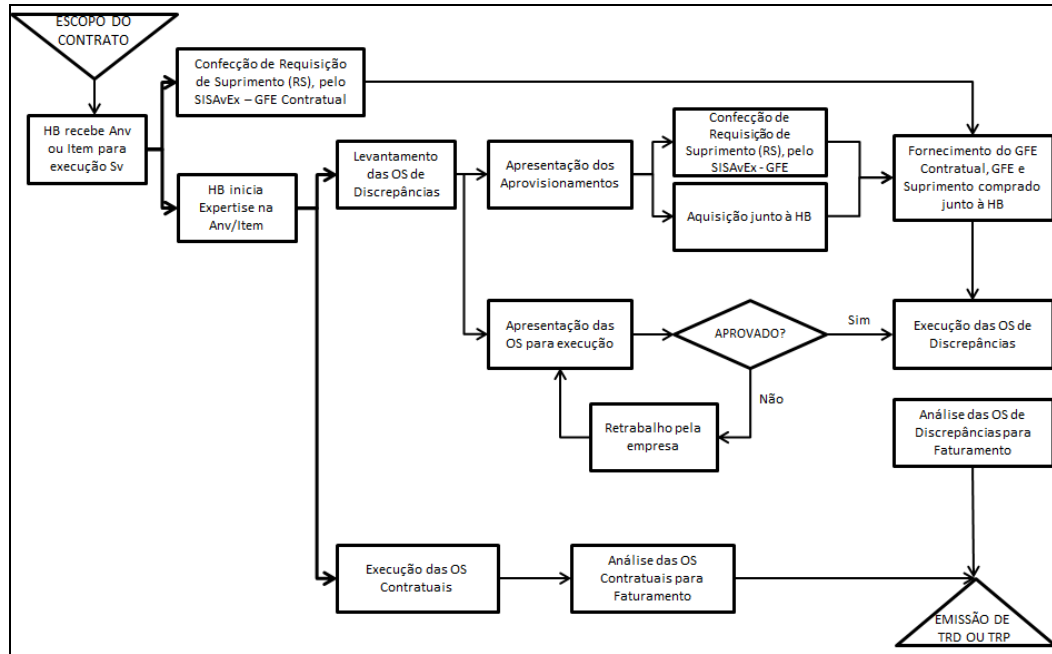 ESCOPO DO
CONTRATO
HB recebe Anv
ou Item para
execução Sv
Confecção de Requisição
de Suprimento (RS), pelo
SISAvEx – GFE Contratual
HB inicia
Expertise na
Anv/Item
Levantamento
das OS de
Discrepâncias
Apresentação dos
Aprovisionamentos
Confecção de
Requisição de
Suprimento (RS), pelo
SISAvEx - GFE
Aquisição junto à HB
Fornecimento do GFE
Contratual, GFE e
Suprimento comprado
junto à HB
Apresentação das
OS para execução
APROVADO?
Sim
Não
Retrabalho pela
empresa
Execução das OS de
Discrepâncias
Análise das OS de
Discrepâncias para
Faturamento
Execução das OS
Contratuais
Análise das OS
Contratuais para
Faturamento
EMISSÃO DE
TRD OU TRP